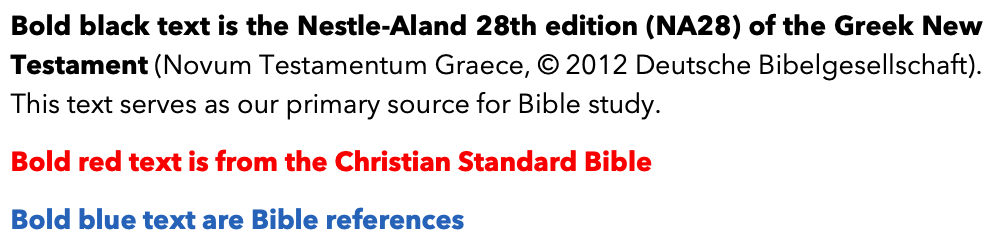 Bold black text is the Nestle-Aland 28th edition (NA28) of the Greek New
Testament (Novum Testamentum Graece, © 2012 Deutsche Bibelgesellschaft).
This text serves as our primary source for Bible study.
Bold red text is from the Christian Standard Bible
Bold blue text are Bible references